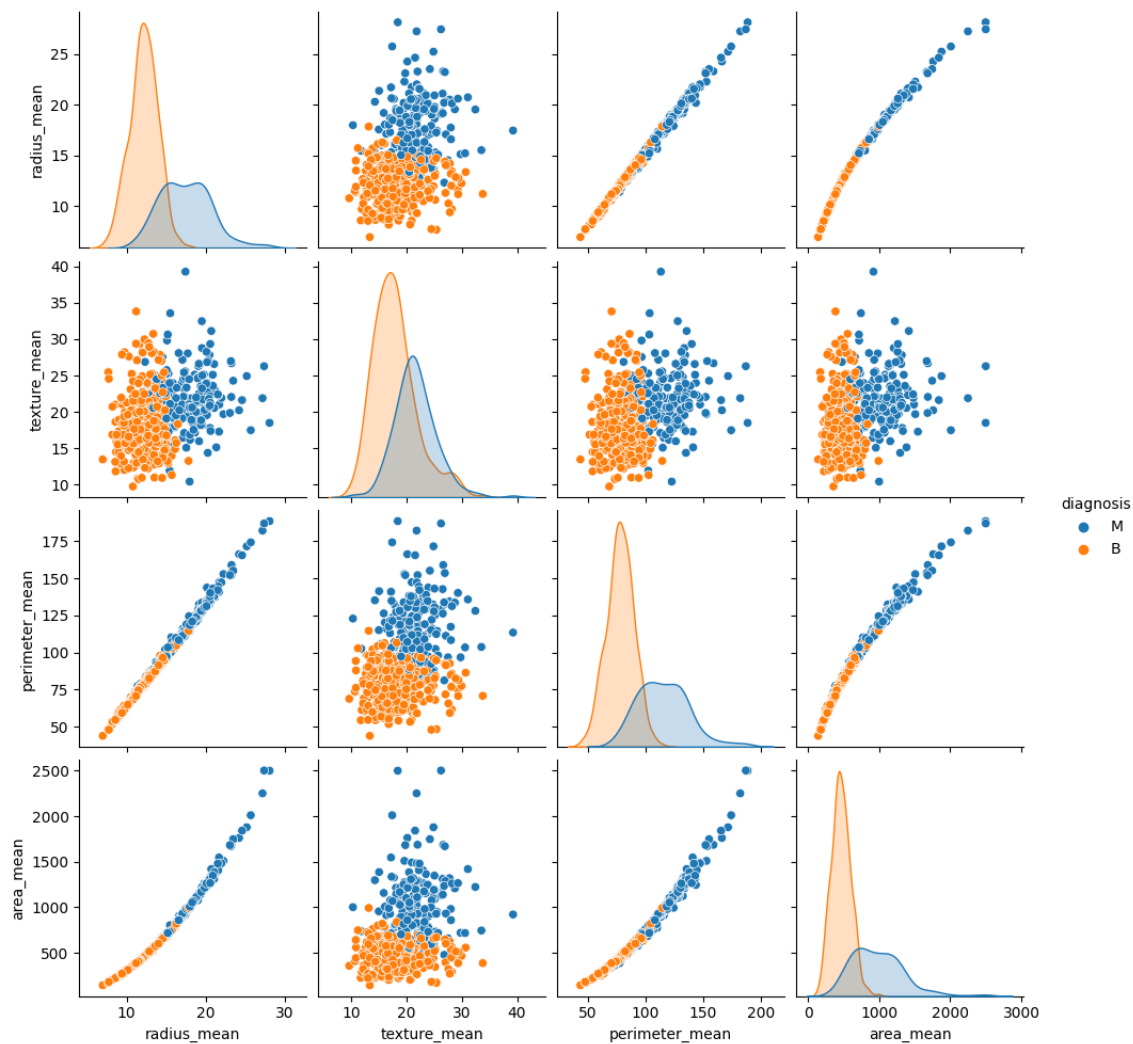 radius_mean
25
20
15
10
texture_mean
40
35
30
25
20
15
10
diagnosis
M
B
perimeter_mean
175
150
125
100
75
50
area_mean
2500
2000
1500
1000
500
10 20 30
10 20 30 40
50 100 150 200
0 1000 2000 3000
radius_mean texture_mean perimeter_mean area_mean